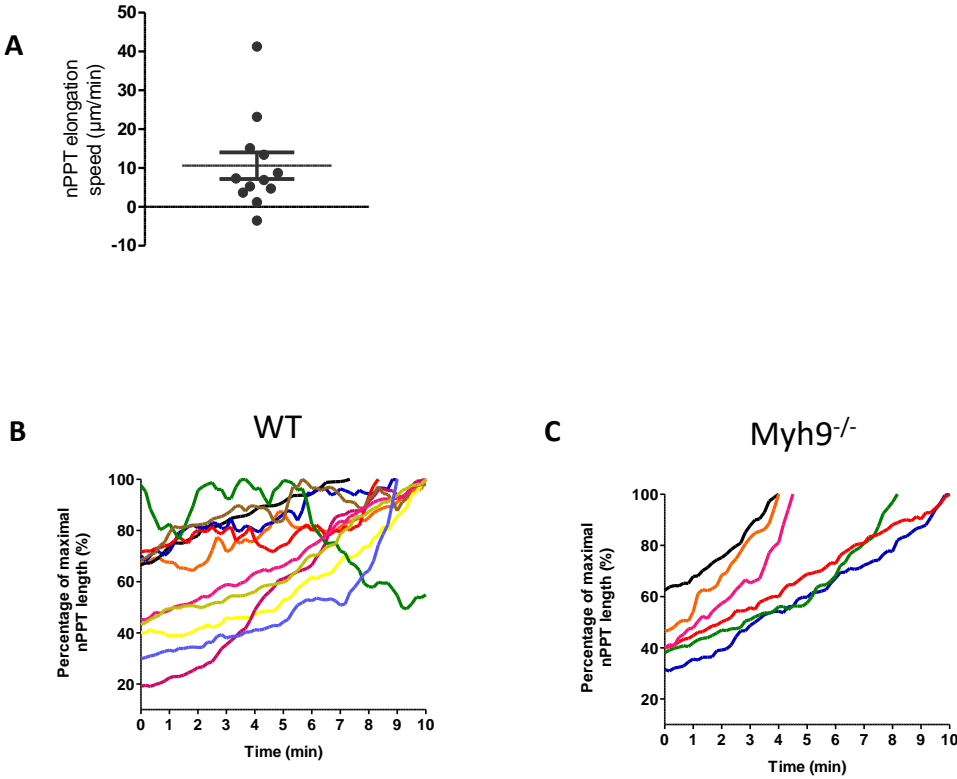 A
nPPT elongation
speed (µm/min)
50
40
30
20
10
0
-10
B
WT
Percentage of maximal
nPPT length (%)
100
80
60
40
20
0 1 2 3 4 5 6 7 8 9 10
Time (min)
C
Myh9-/-
Percentage of maximal
nPPT length (%)
100
80
60
40
20
0 1 2 3 4 5 6 7 8 9 10
Time (min)